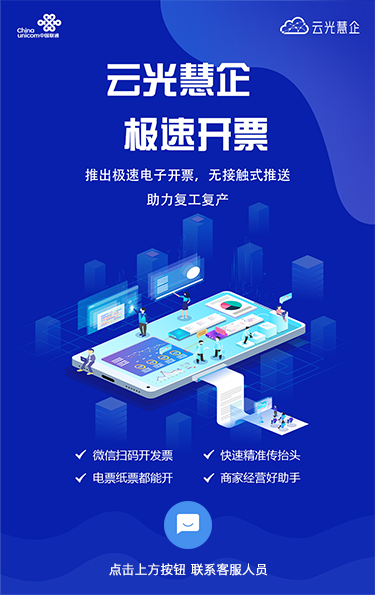 China
unicom中国联通
云光慧企
云光慧企
极速开票
推出极速电子开票，无接触式推送
助力复工复产
微信扫码开发票
快速精准传抬头
电票纸票都能开
商家经营好助手
点击上方按钮 联系客服人员